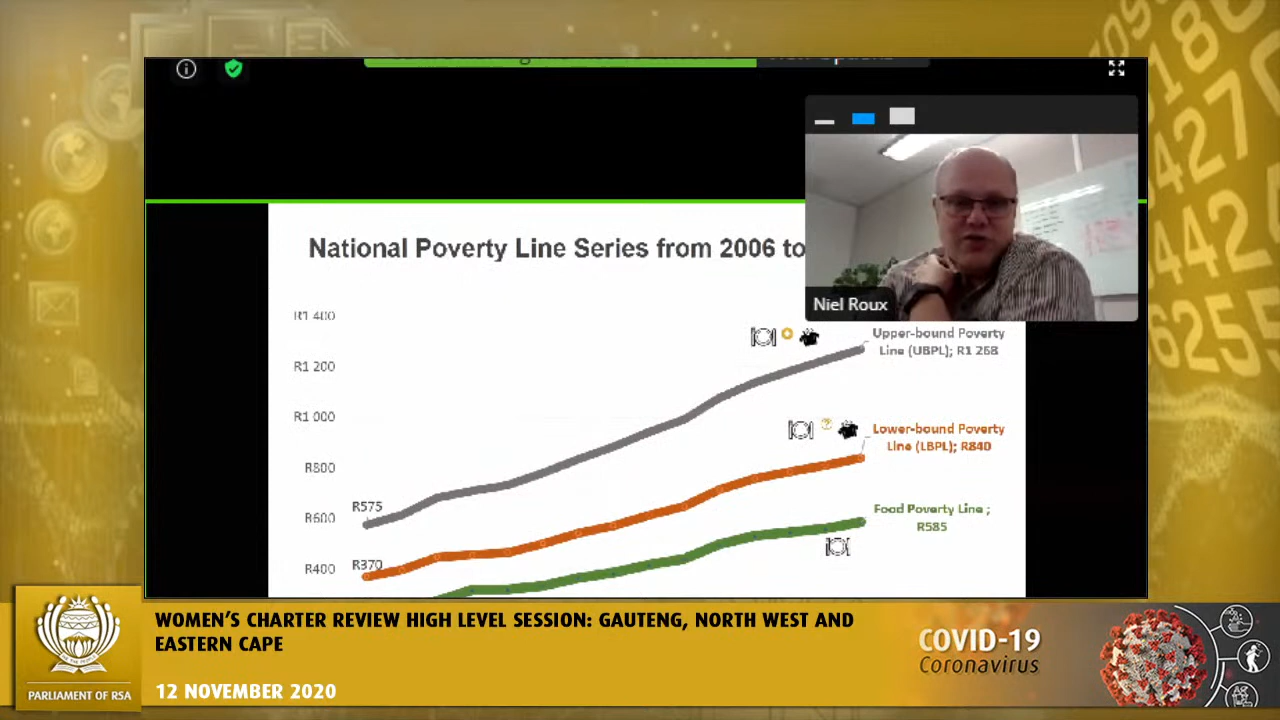 National Poverty Line Series from 2006 to
Niel Roux
R1 400
R1 200
R1 000
R800
R600
R400
R575
R370
Upper-bound Poverty
Line (UBPL); R1 268
Lower-bound Poverty
Line (LBPL); R840
Food Poverty Line ;
R585
WOMEN'S CHARTER REVIEW HIGH LEVEL SESSION: GAUTENG, NORTH WEST AND
EASTERN CAPE
12 NOVEMBER 2020
PARLIAMENT OF RSA
COVID-19
Coronavirus